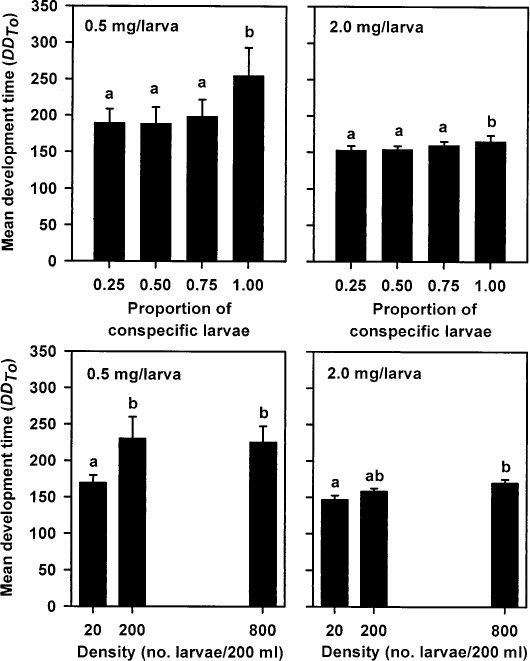 Mean development time (DDTo)
350
300
250
200
150
100
50
0
0.5 mg/larva
a
a
a
b
0.25 0.50 0.75 1.00
Proportion of
conspecific larvae
2.0 mg/larva
a
a
a
b
0.25 0.50 0.75 1.00
Proportion of
conspecific larvae
Mean development time (DDTo)
350
300
250
200
150
100
50
0
0.5 mg/larva
a
b
b
20 200 800
Density (no. larvae/200 ml)
2.0 mg/larva
a
ab
b
20 200 800
Density (no. larvae/200 ml)